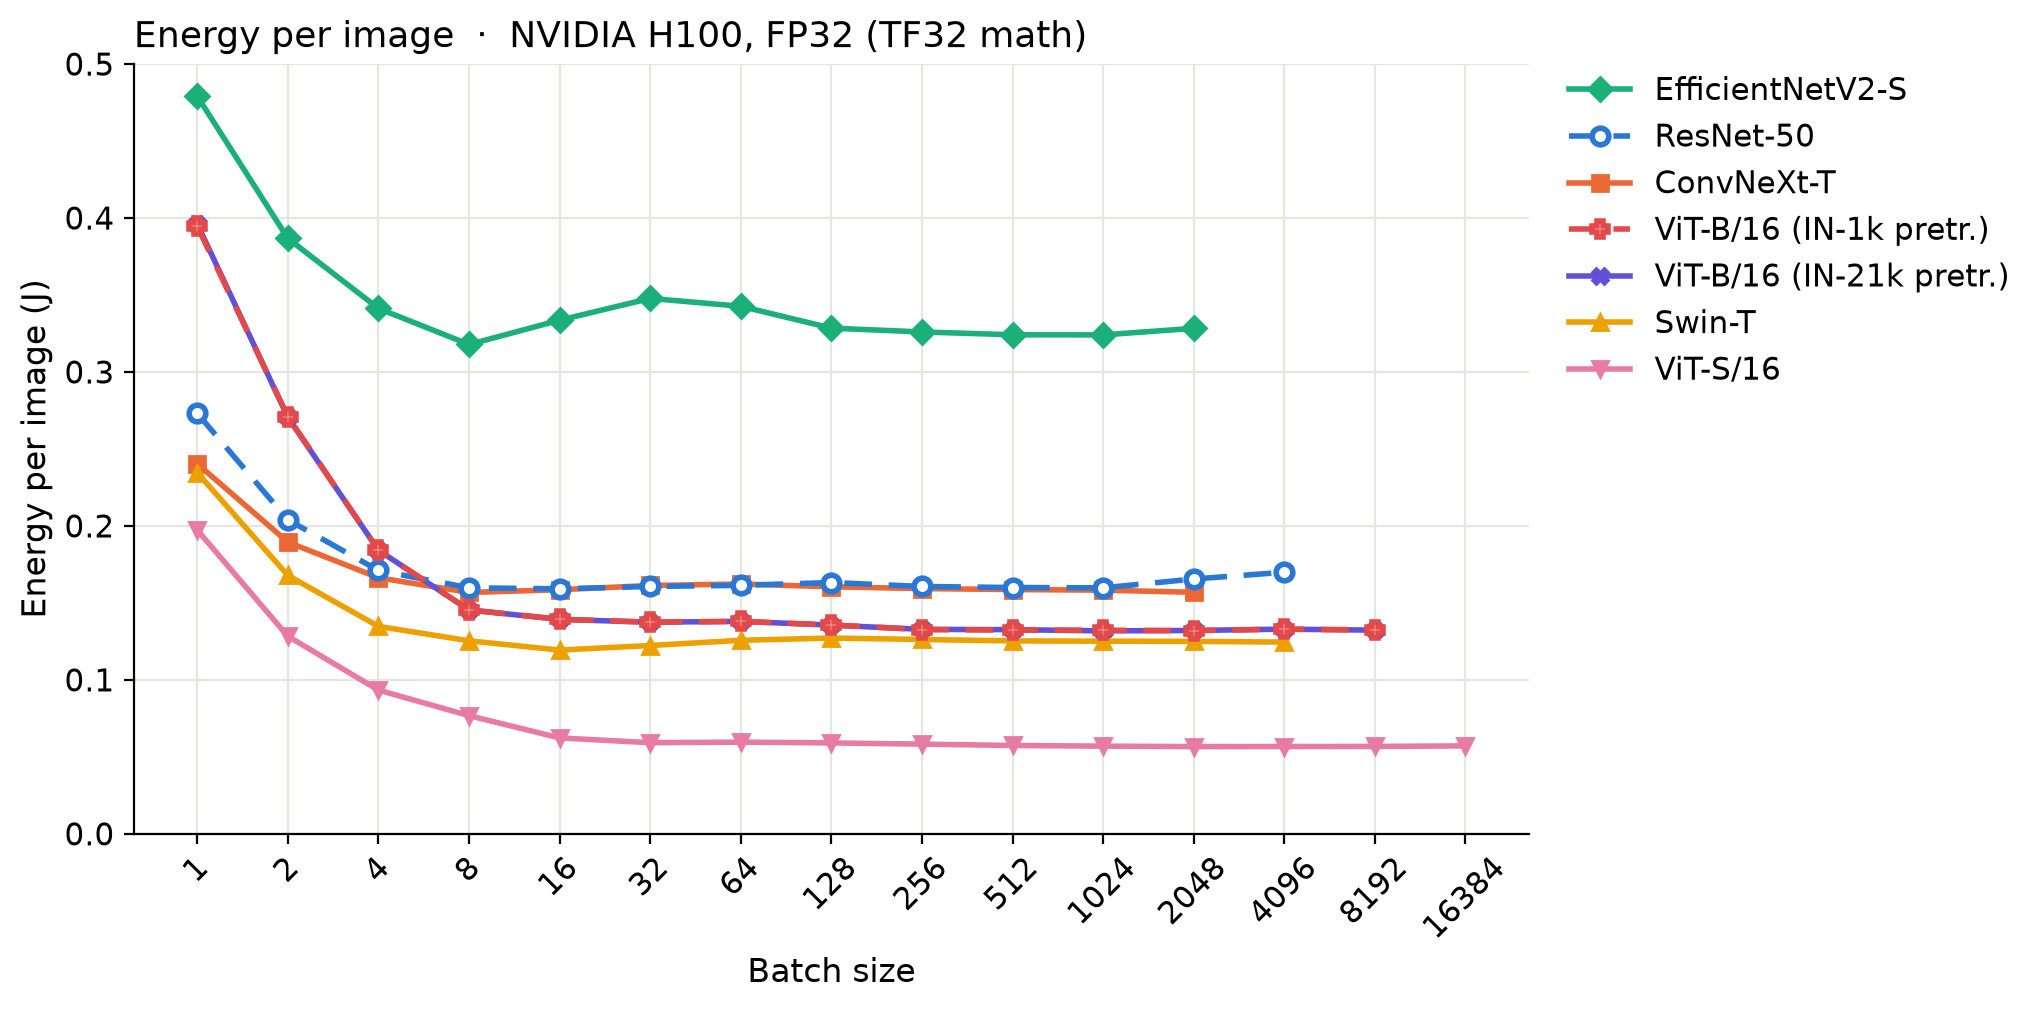 Energy per image · NVIDIA H100, FP32 (TF32 math)
Energy per image (J)
0.5
0.4
0.3
0.2
0.1
0.0
1
2
4
8
16
32
64
128
256
512
1024
2048
4096
8192
16384
Batch size
EfficientNetV2-S
ResNet-50
ConvNeXt-T
ViT-B/16 (IN-1k pretr.)
ViT-B/16 (IN-21k pretr.)
Swin-T
ViT-S/16